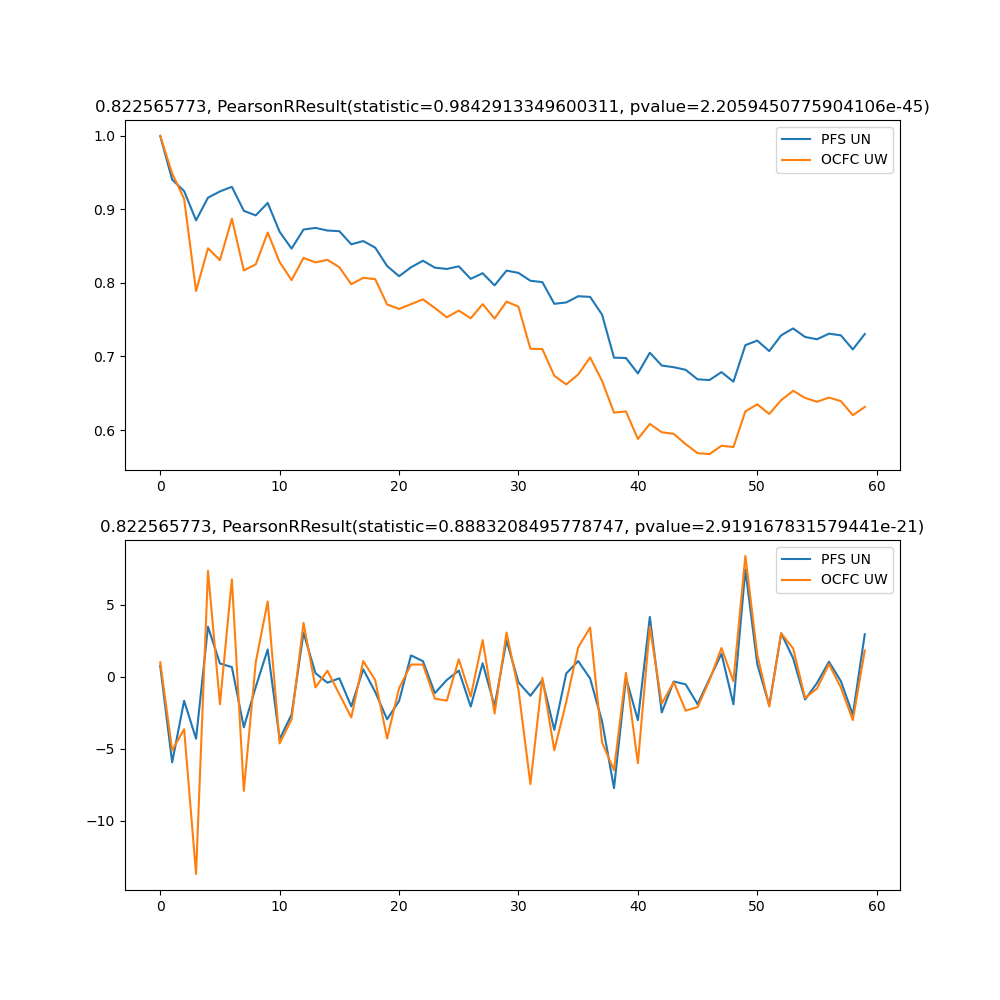 0.822565773, PearsonRResult(statistic=0.9842913349600311, pvalue=2.2059450775904106e-45)
PFS UN
OCFC UW
1.0
0.9
0.8
0.7
0.6
0 10 20 30 40 50 60
0.822565773, PearsonRResult(statistic=0.8883208495778747, pvalue=2.919167831579441e-21)
PFS UN
OCFC UW
5
0
−5
−10
0 10 20 30 40 50 60